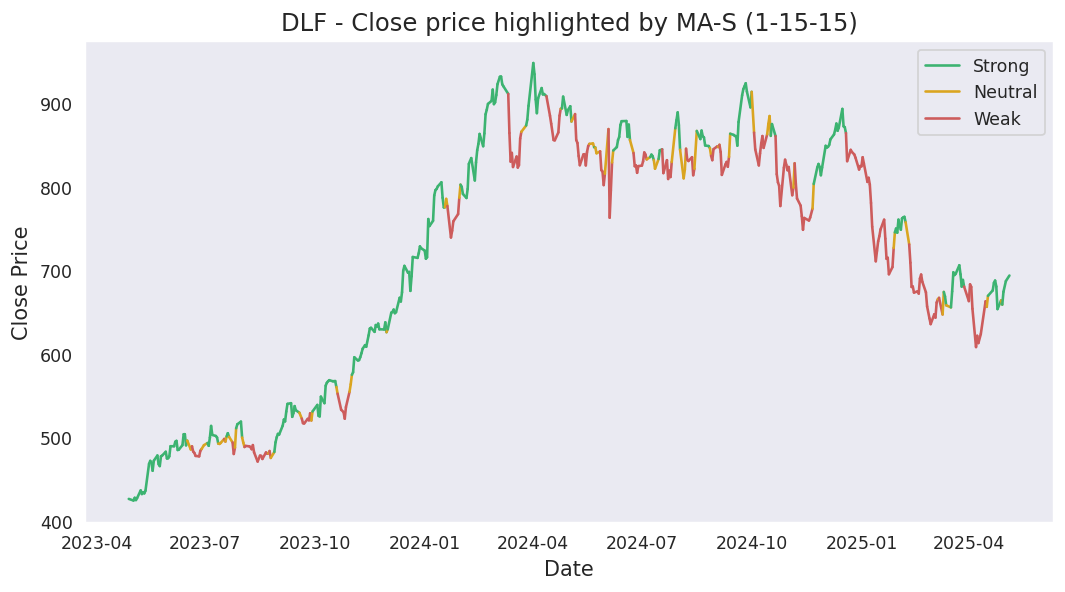 DLF - Close price highlighted by MA-S (1-15-15)
Strong
Neutral
Weak
Close Price
900
800
700
600
500
400
2023-04 2023-07 2023-10 2024-01 2024-04 2024-07 2024-10 2025-01 2025-04
Date